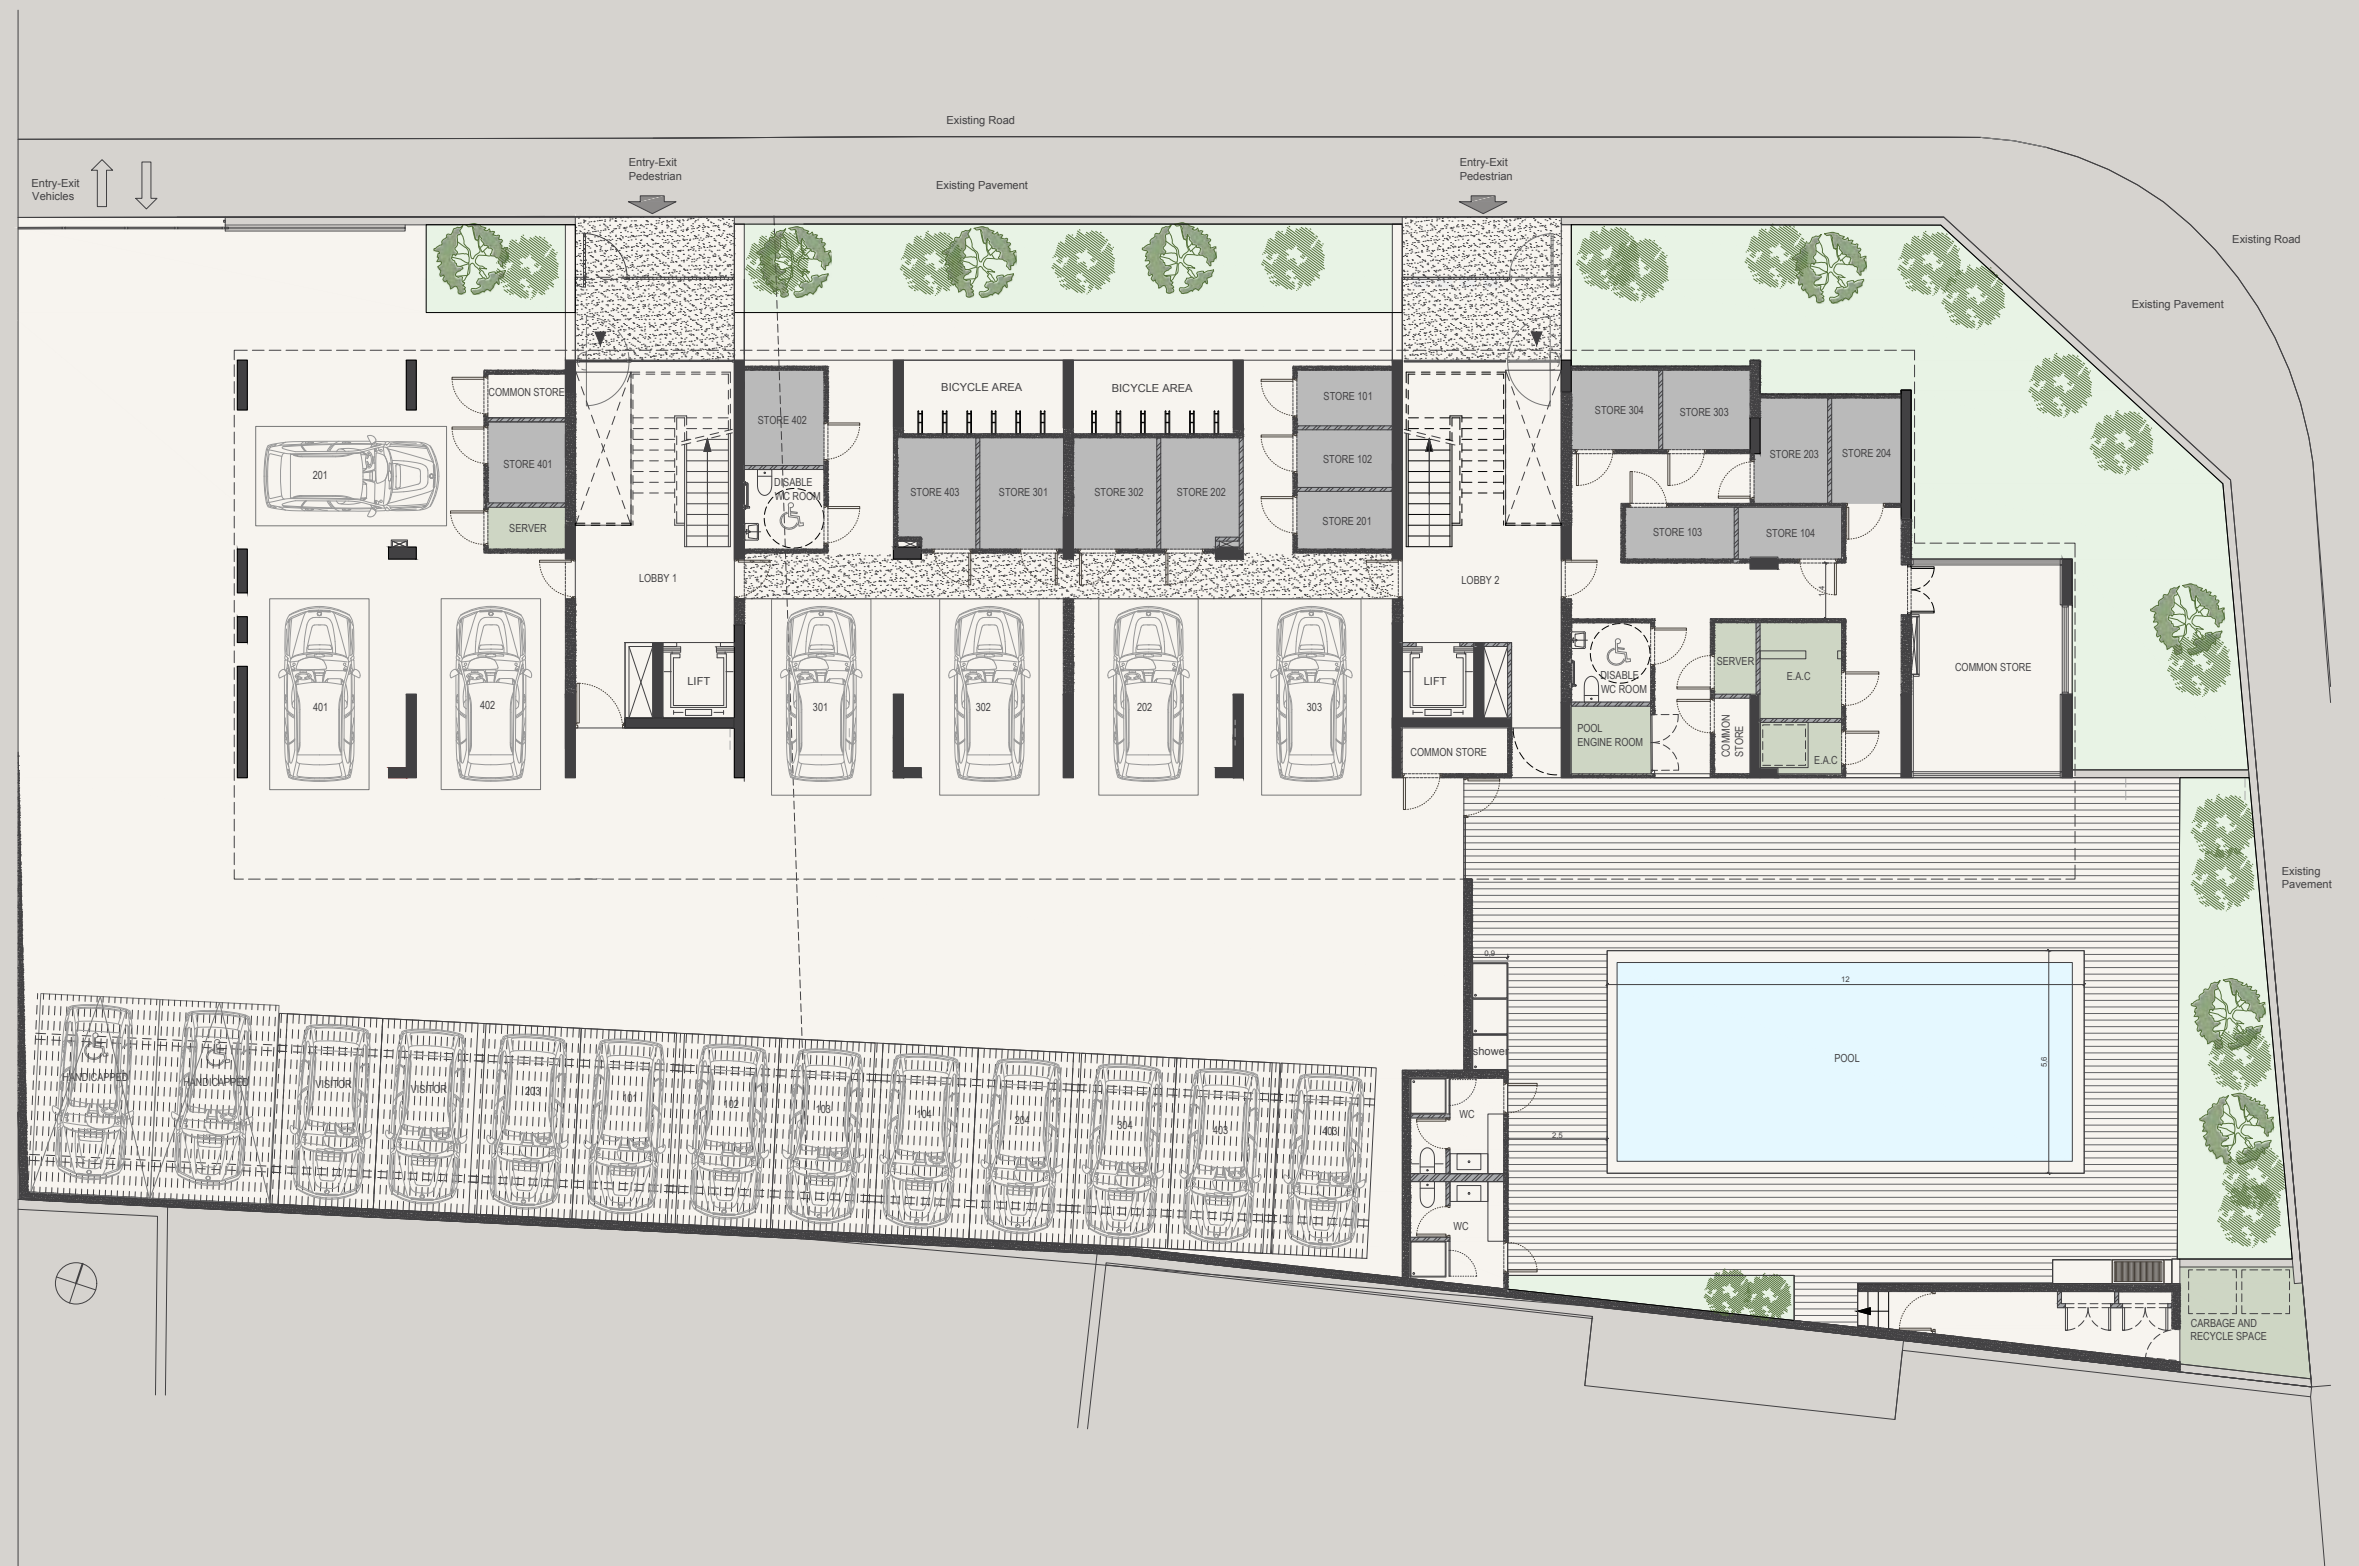 Existing Road
Entry-Exit
Pedestrian
Entry-Exit
Pedestrian
Entry-Exit
Vehicles
Existing Pavement
Existing Road
Existing Pavement
COMMON STORE
STORE 401
SERVER
201
STORE 402
DISABLE
WC ROOM
BICYCLE AREA
BICYCLE AREA
STORE 403
STORE 301
STORE 302
STORE 202
STORE 101
STORE 102
STORE 201
STORE 304
STORE 303
STORE 203
STORE 204
STORE 103
STORE 104
LOBBY 1
LOBBY 2
LIFT
LIFT
401
402
301
302
202
303
DISABLE
WC ROOM
SERVER
E.A.C
COMMON STORE
POOL
ENGINE ROOM
COMMON
STORE
E.A.C
COMMON STORE
Existing
Pavement
0,9
12
5,6
POOL
shower
WC
2,5
WC
HANDICAPPED
HANDICAPPED
VISITOR
VISITOR
203
101
102
103
104
204
304
403
403
CARBAGE AND
RECYCLE SPACE